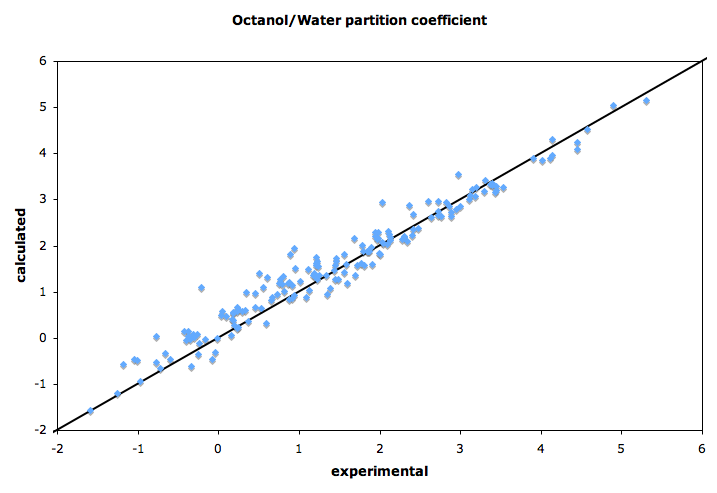 Octanol/Water partition coefficient
6
5
4
3
2
1
0
-1
-2
calculated
-2 -1 0 1 2 3 4 5 6
experimental